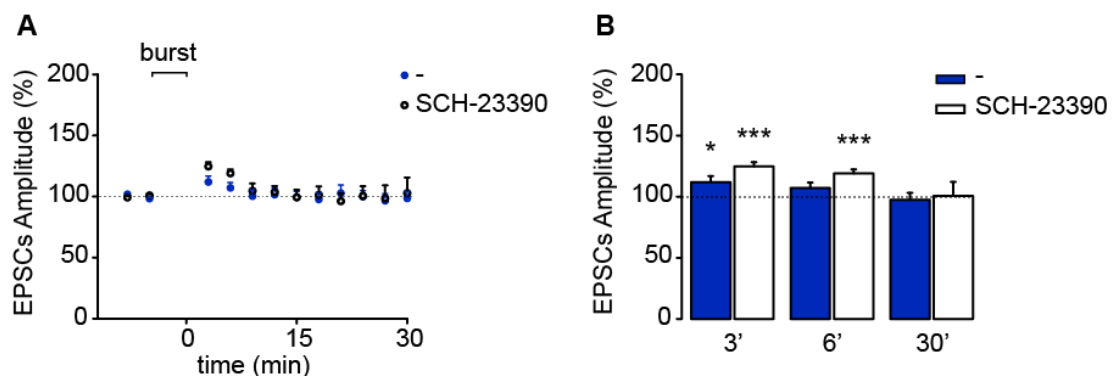 A
burst
200
150
100
50
0
EPSCs Amplitude (%)
-
SCH-23390
0
15
30
time (min)
B
200
150
100
50
0
EPSCs Amplitude (%)
-
SCH-23390
*
***
***
3’
6’
30’